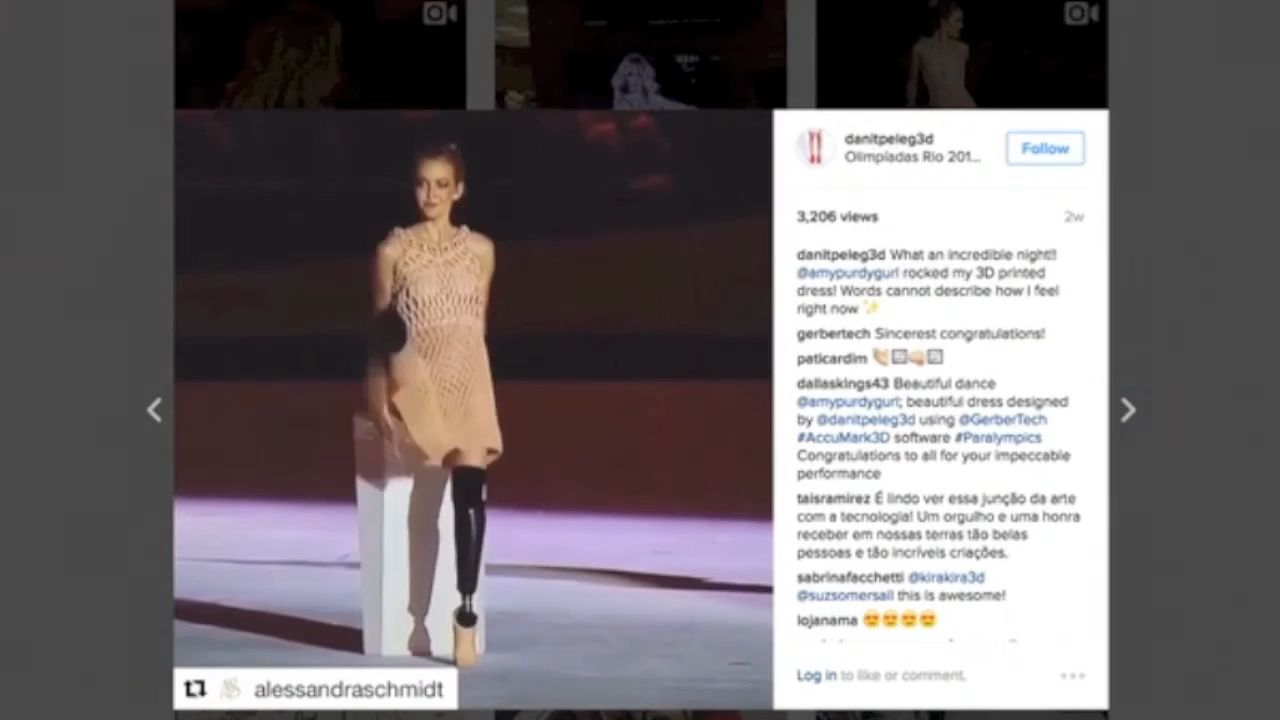 danitpeleg3d
Olimpíadas Rio 201...
Follow
3,206 views
2w
danitpeleg3d What an incredible night!!
@amypurdygurl rocked my 3D printed
dress! Words cannot describe how I feel
right now ✨
gerbertech Sincerest congratulations!
paticardim
dallaskings43 Beautiful dance
@amypurdygurl; beautiful dress designed
by @danitpeleg3d using @GerberTech
#AccuMark3D software #Paralympics
Congratulations to all for your impeccable
performance
taisramirez É lindo ver essa junção da arte
com a tecnologia! Um orgulho e uma honra
receber em nossas terras tão belas
pessoas e tão incríveis criações.
sabrinafacchetti @kirakira3d
@suzsomersall this is awesome!
lojanama 😍😍😍😍
Log in to like or comment.
alessandraschmidt